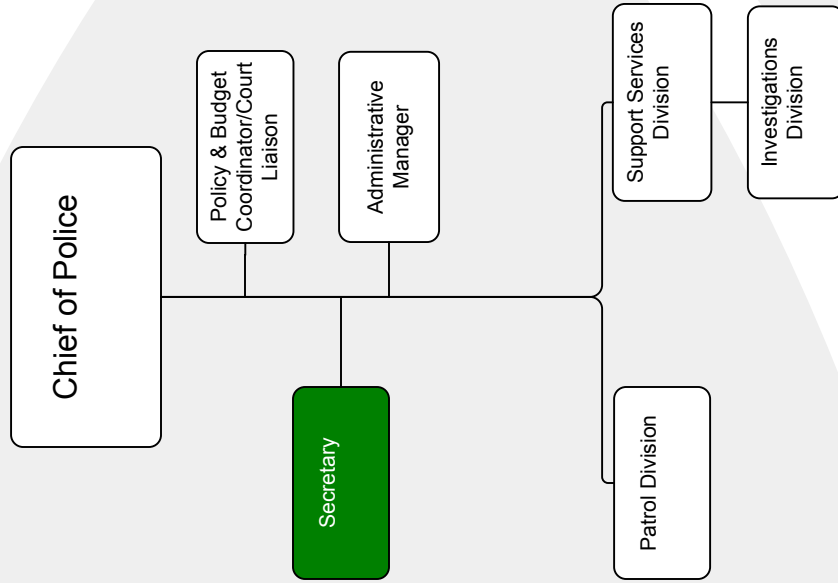 Chief of Police
Policy & Budget
Coordinator/Court
Liaison
Administrative
Manager
Secretary
Support Services
Division
Investigations
Division
Patrol Division